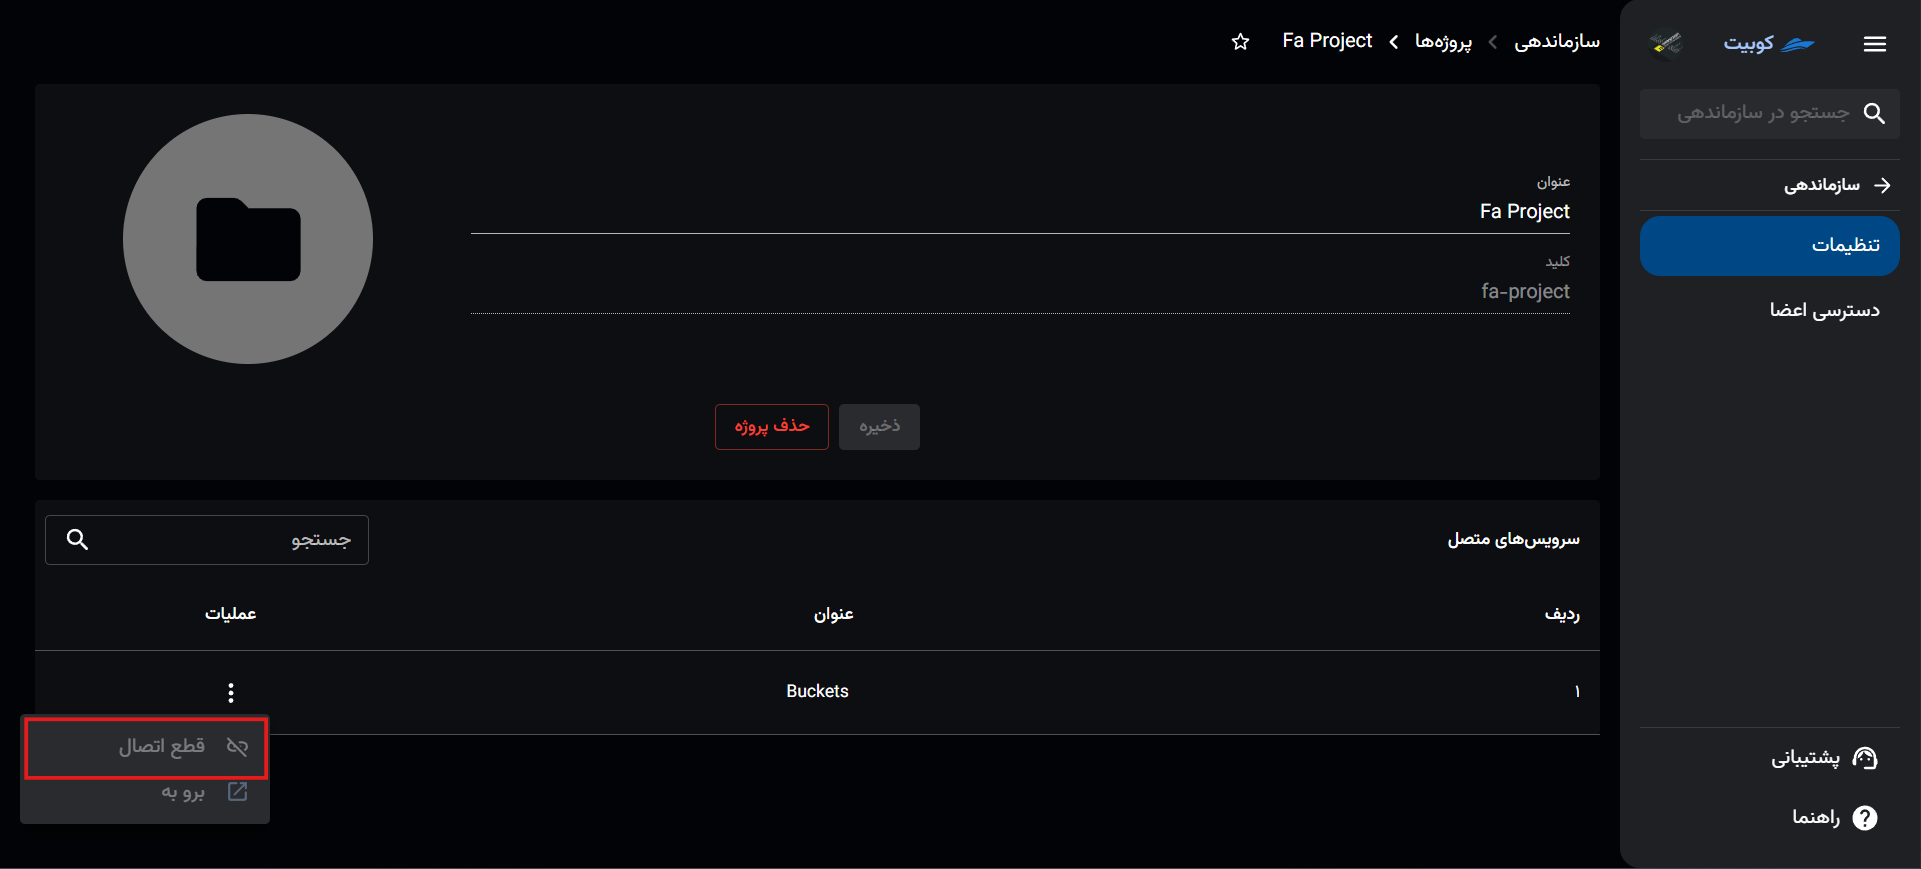 کوبیت
جستجو در سازماندهی
سازماندهی
تنظیمات
دسترسی اعضا
پشتیبانی
راهنما
سازماندهی
پروژه‌ها
Fa Project
عنوان
Fa Project
کلید
fa-project
ذخیره
حذف پروژه
سرویس‌های متصل
جستجو
ردیف عنوان عملیات
۱ Buckets
قطع اتصال
برو به